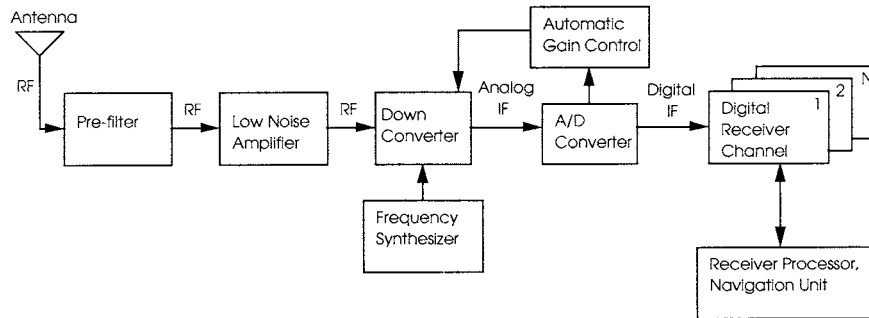 Antenna
RF
Pre-filter
RF
Low Noise
Amplifier
RF
Down
Converter
Frequency
Synthesizer
Automatic
Gain Control
Analog
IF
A/D
Converter
Digital
IF
Digital
Receiver
Channel
1
2
N
Receiver Processor,
Navigation Unit